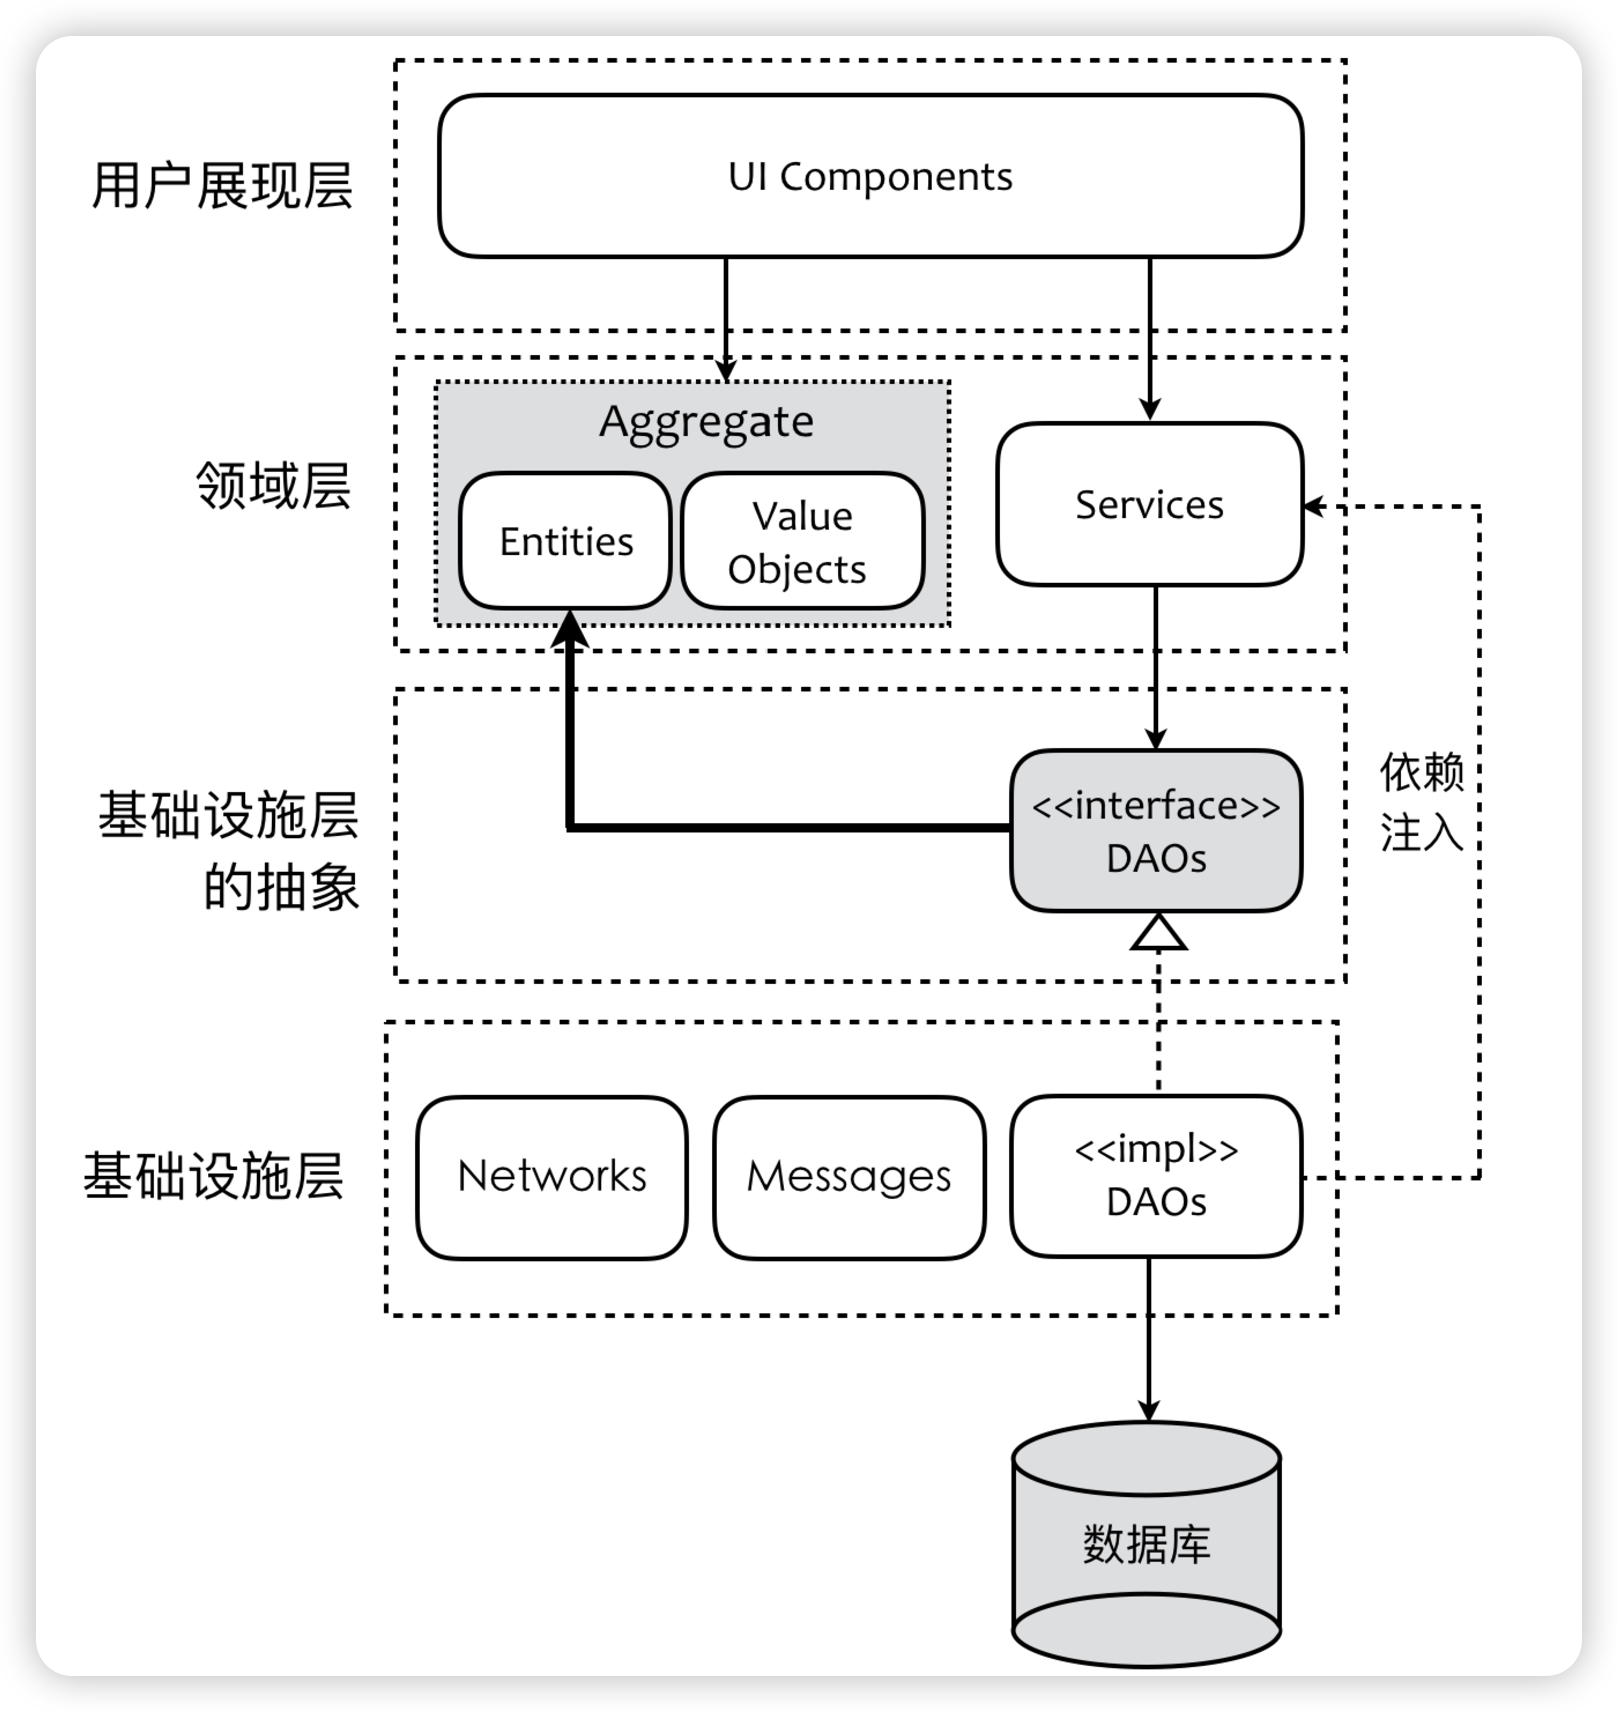 用户展现层
UI Components
领域层
Aggregate
Entities
Value
Objects
Services
基础设施层
的抽象
<<interface>>
DAOs
依赖
注入
基础设施层
Networks
Messages
<<impl>>
DAOs
数据库